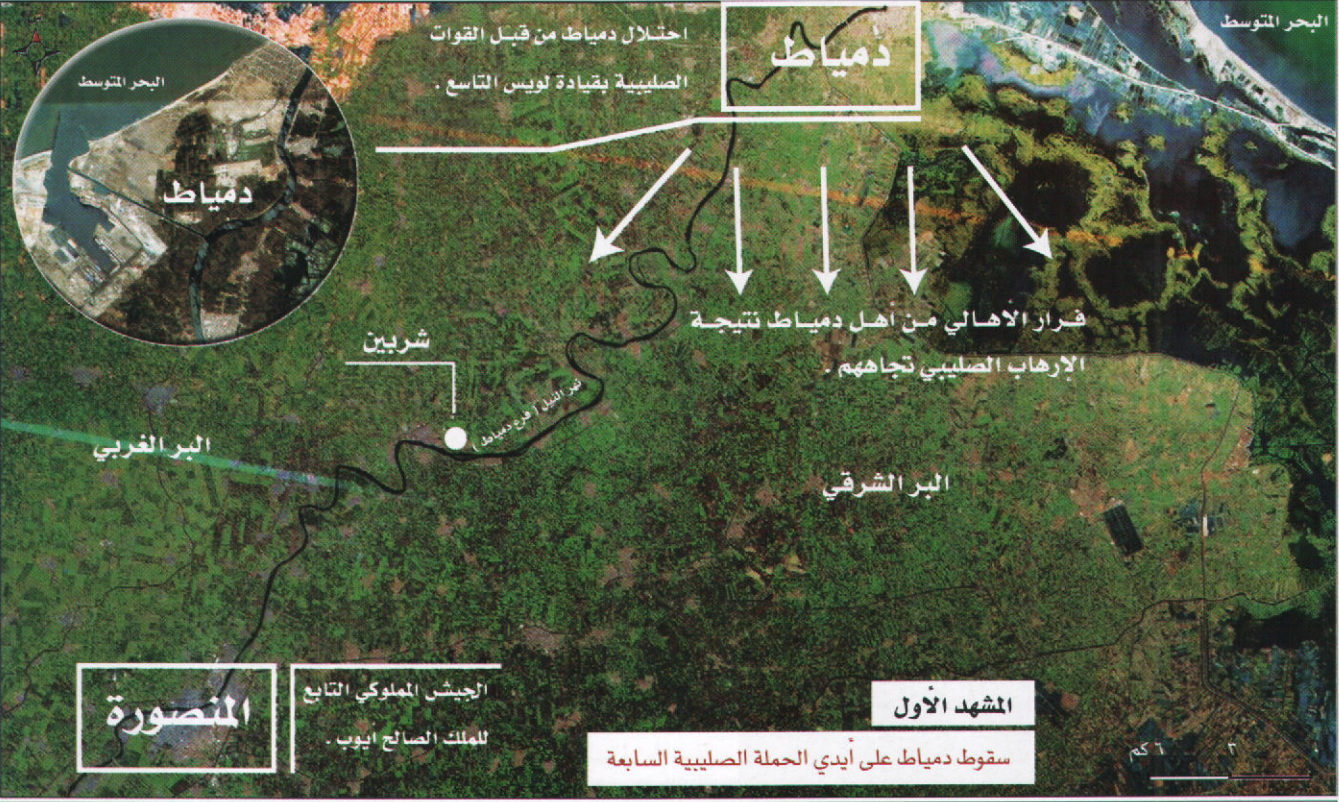 البحر المتوسط
دمياط
احتلال دمياط من قبل القوات
الصليبية بقيادة لويس التاسع .
البحر المتوسط
دمياط
فرار الأهالي من أهل دمياط نتيجة
الإرهاب الصليبي تجاههم .
شربين
نهر النيل ( فرع دمياط )
البر الغربي
البر الشرقي
المنصورة
الجيش المملوكي التابع
للملك الصالح ايوب .
المشهد الأول
سقوط دمياط على أيدي الحملة الصليبية السابعة
٠ ٣ ٦ كم